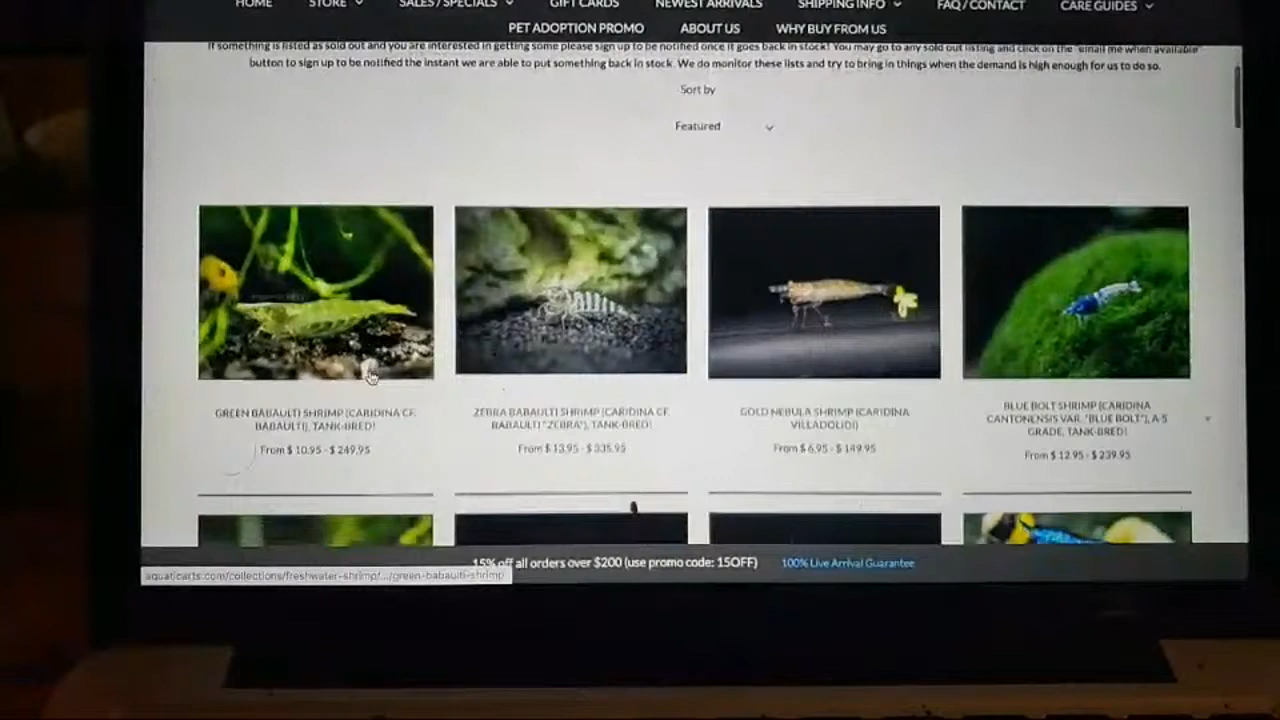 HOME STORE SALES / SPECIALS GIFT CARDS NEWEST ARRIVALS SHIPPING INFO FAQ / CONTACT CARE GUIDES
PET ADOPTION PROMO ABOUT US WHY BUY FROM US
If something is listed as sold out and you are interested in getting some please sign up to be notified once it goes back in stock! You may go to any sold out listing and click on the "email me when available"
button to sign up to be notified the instant we are able to put something back in stock. We do monitor these lists and try to bring in things when the demand is high enough for us to do so.
Sort by
Featured
GREEN BABAULTI SHRIMP (CARIDINA CF.
BABAULTI), TANK-BRED!
From $ 10.95 - $ 249.95
ZEBRA BABAULTI SHRIMP (CARIDINA CF.
BABAULTI "ZEBRA"), TANK-BRED!
From $ 13.95 - $ 335.95
GOLD NEBULA SHRIMP (CARIDINA
VILLADOLIDI)
From $ 6.95 - $ 149.95
BLUE BOLT SHRIMP (CARIDINA
CANTONENSIS VAR. "BLUE BOLT"), A-S
GRADE, TANK-BRED!
From $ 12.95 - $ 239.95
15% off all orders over $200 (use promo code: 15OFF) 100% Live Arrival Guarantee
aquaticarts.com/collections/freshwater-shrimp/.../green-babaulti-shrimp